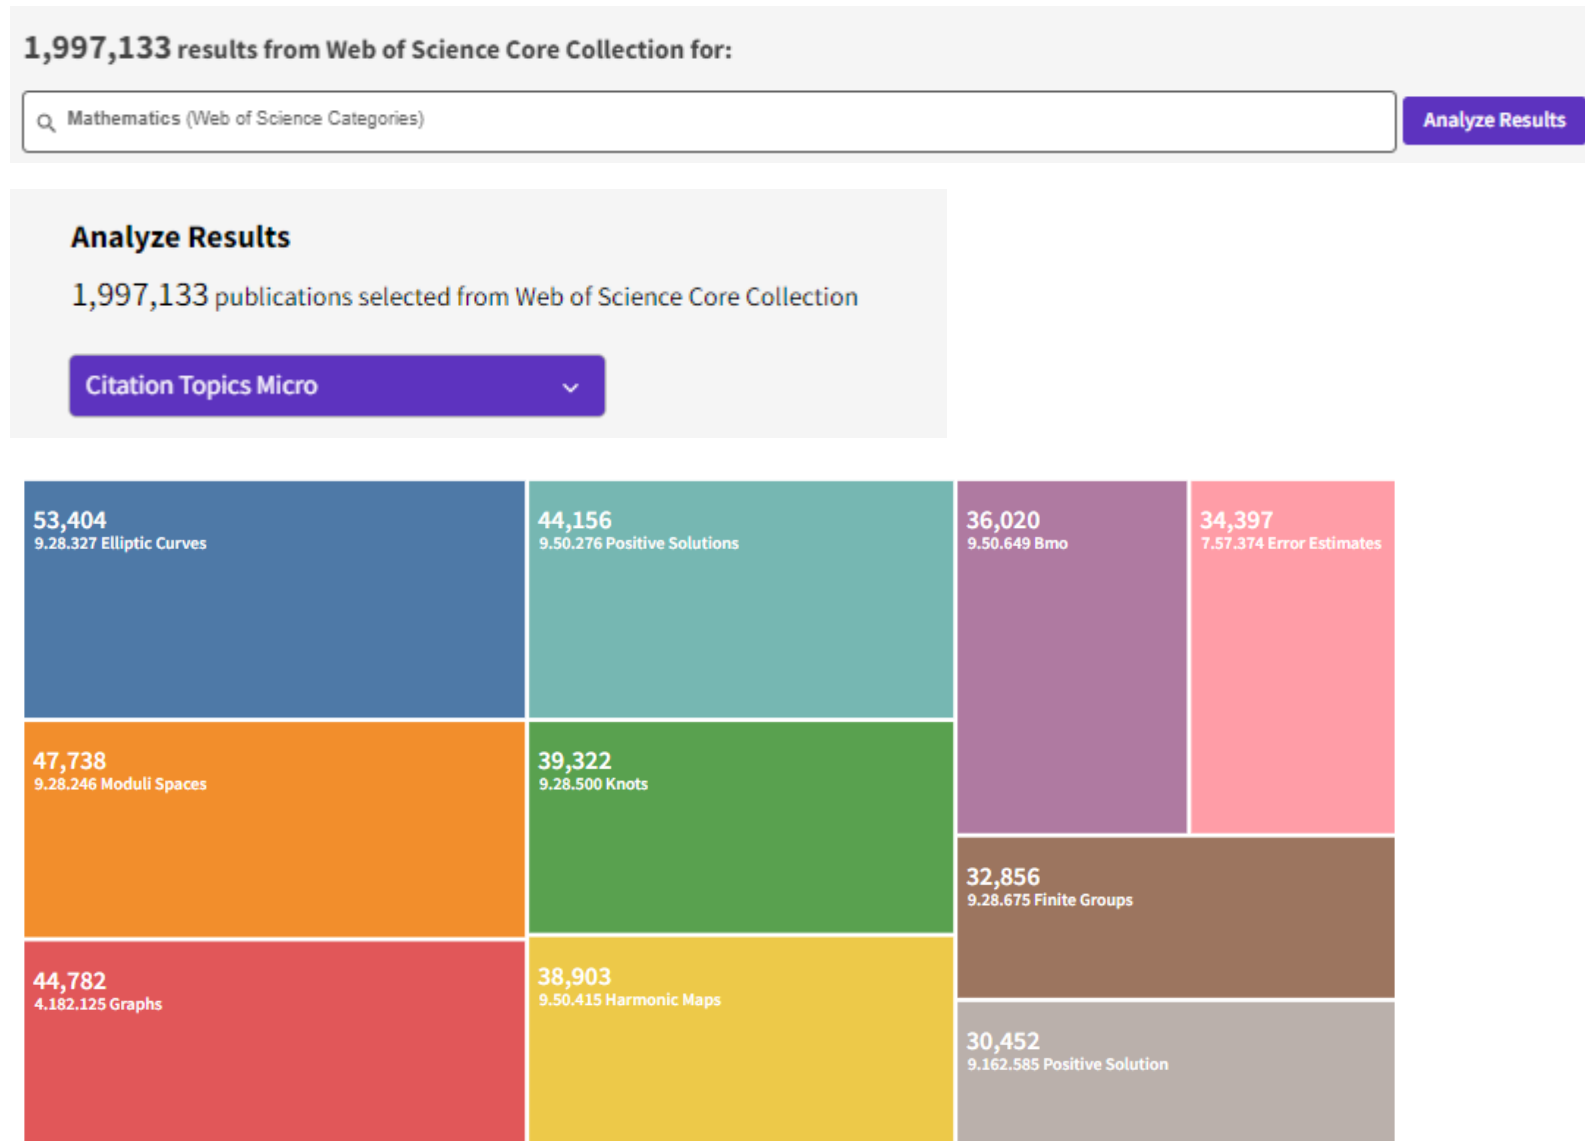 1,997,133 results from Web of Science Core Collection for:
Mathematics (Web of Science Categories)
Analyze Results
Analyze Results
1,997,133 publications selected from Web of Science Core Collection
Citation Topics Micro
53,404
9.28.327 Elliptic Curves
47,738
9.28.246 Moduli Spaces
44,782
4.182.125 Graphs
44,156
9.50.276 Positive Solutions
39,322
9.28.500 Knots
38,903
9.50.415 Harmonic Maps
36,020
9.50.649 Bmo
34,397
7.57.374 Error Estimates
32,856
9.28.675 Finite Groups
30,452
9.162.585 Positive Solution